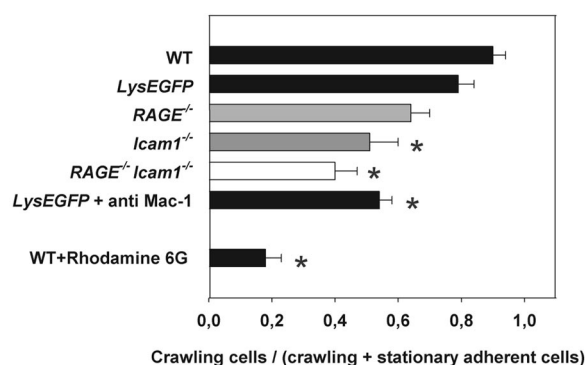 WT
LysEGFP
RAGE-/-
Icam1-/-
*
RAGE-/- Icam1-/-
*
LysEGFP + anti Mac-1
*
WT+Rhodamine 6G
*
0,0 0,2 0,4 0,6 0,8 1,0
Crawling cells / (crawling + stationary adherent cells)